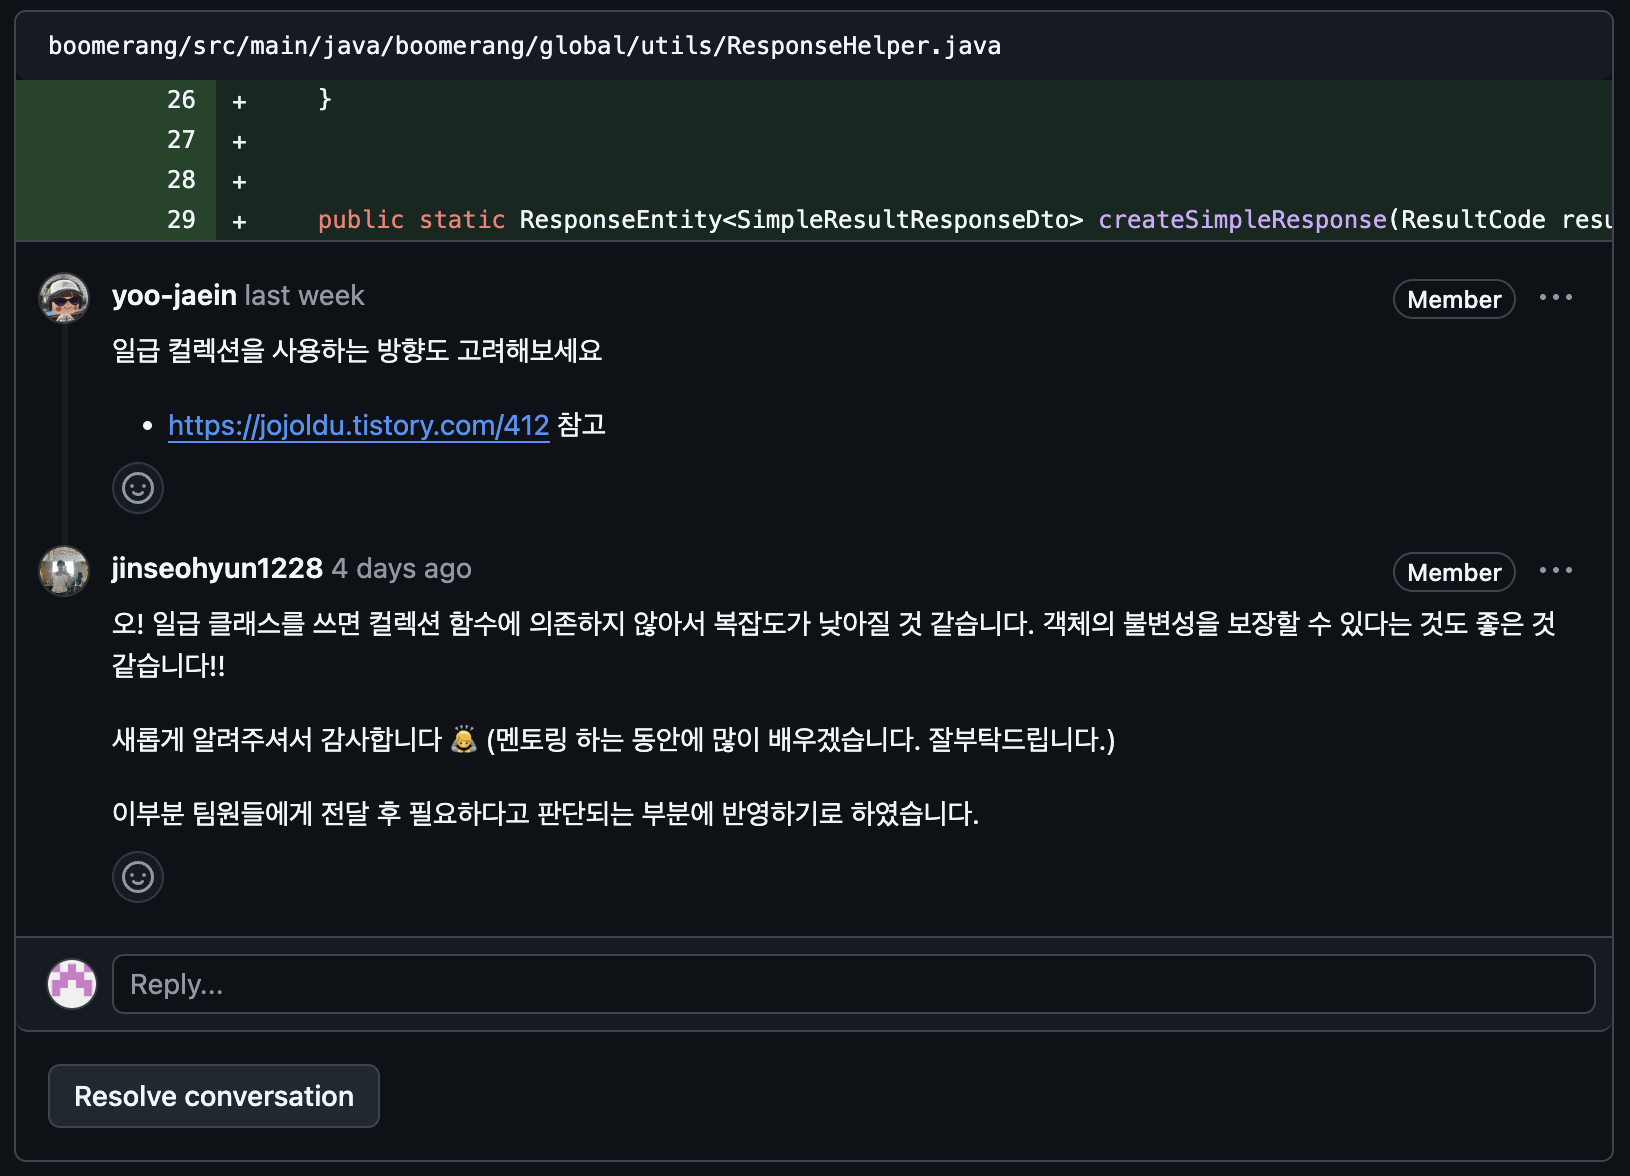 boomerang/src/main/java/boomerang/global/utils/ResponseHelper.java
26 + }
27 +
28 +
29 + public static ResponseEntity<SimpleResultResponseDto> createSimpleResponse(ResultCode resu
yoo-jaein last week Member ...
일급 컬렉션을 사용하는 방향도 고려해보세요
• https://jojoldu.tistory.com/412 참고
jinseohyun1228 4 days ago Member ...
오! 일급 클래스를 쓰면 컬렉션 함수에 의존하지 않아서 복잡도가 낮아질 것 같습니다. 객체의 불변성을 보장할 수 있다는 것도 좋은 것
같습니다!!
새롭게 알려주셔서 감사합니다 🙇 (멘토링 하는 동안에 많이 배우겠습니다. 잘부탁드립니다.)
이부분 팀원들에게 전달 후 필요하다고 판단되는 부분에 반영하기로 하였습니다.
Reply...
Resolve conversation